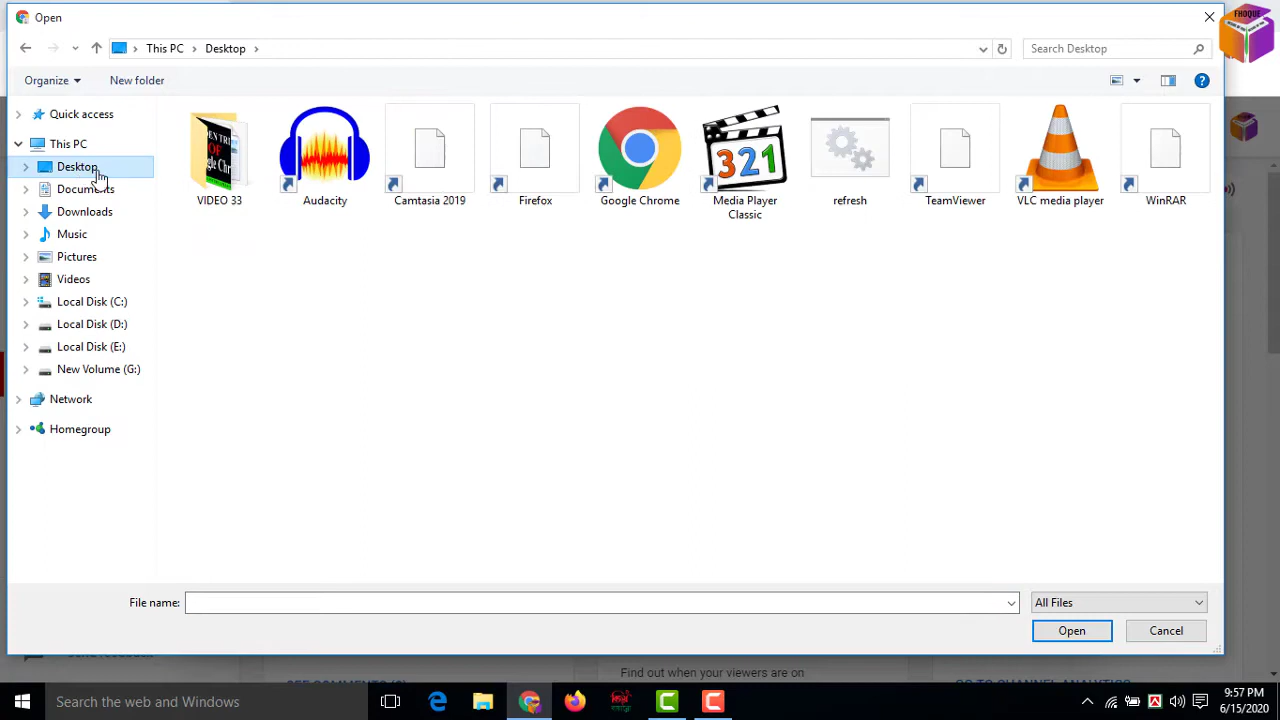 Open
FHOQUE
This PC
Desktop
Search Desktop
Organize
New folder
Quick access
This PC
Desktop
Documents
Downloads
Music
Pictures
Videos
Local Disk (C:)
Local Disk (D:)
Local Disk (E:)
New Volume (G:)
Network
Homegroup
VIDEO 33
Audacity
Camtasia 2019
Firefox
Google Chrome
321
Media Player
Classic
refresh
TeamViewer
VLC media player
WinRAR
File name:
All Files
Open
Cancel
Find out when your viewers are on
Search the web and Windows
9:57 PM
6/15/2020